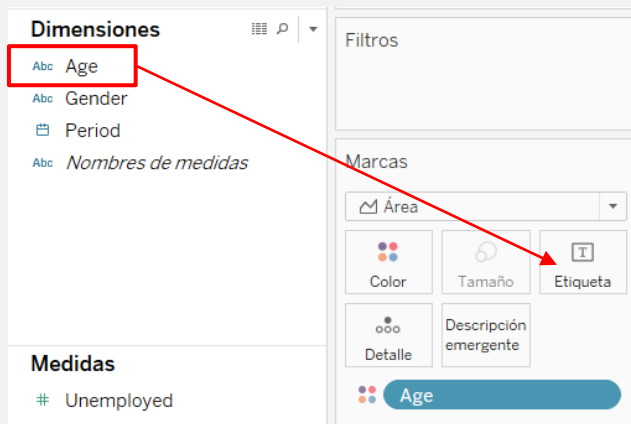 Dimensiones
Abc Age
Abc Gender
Period
Abc Nombres de medidas
Medidas
# Unemployed
Filtros
Marcas
Área
Color
Tamaño
T
Etiqueta
Detalle
Descripción
emergente
Age